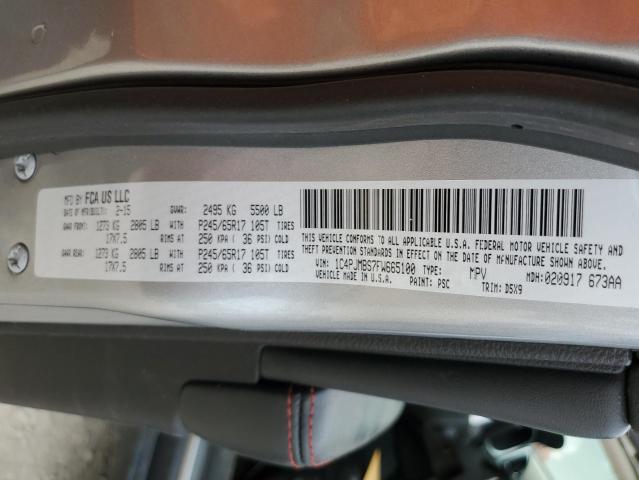 MFD BY FCA US LLC
DATE OF MFR/BUILT: 2-15 GVWR: 2495 KG 5500 LB
GAWR FRONT: 1273 KG 2805 LB WITH P245/65R17 105T TIRES
17X7.5 RIMS AT 250 KPA ( 36 PSI) COLD
GAWR REAR: 1273 KG 2805 LB WITH P245/65R17 105T TIRES
17X7.5 RIMS AT 250 KPA ( 36 PSI) COLD
THIS VEHICLE CONFORMS TO ALL APPLICABLE U.S.A. FEDERAL MOTOR VEHICLE SAFETY
AND THEFT PREVENTION STANDARDS IN EFFECT ON THE DATE OF MANUFACTURE SHOWN ABOVE.
VIN: 1C4PJMBS7FW665100 TYPE: MPV MDH:020917 673AA
VEHICLE MADE IN U.S.A. PAINT: PSC TRIM: D5X9